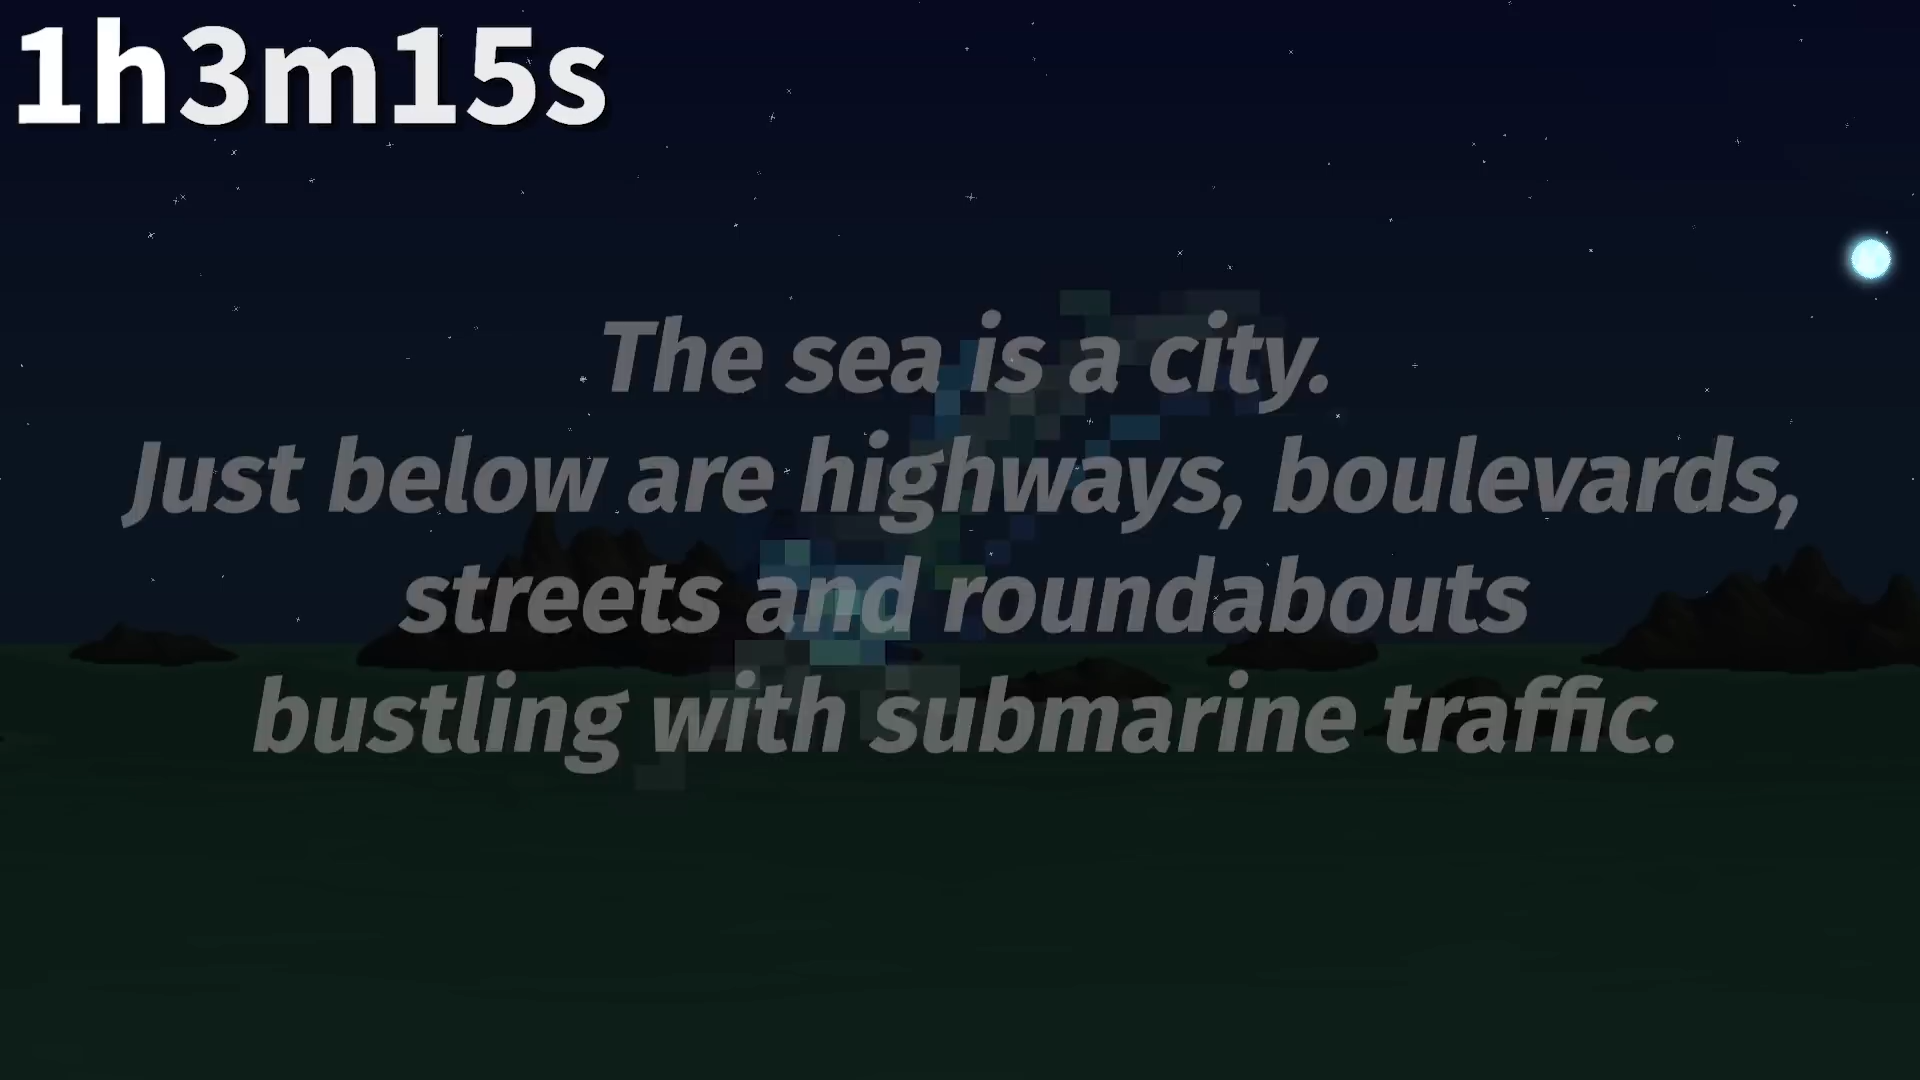 1h3m15s
The sea is a city.
Just below are highways, boulevards,
streets and roundabouts
bustling with submarine traffic.